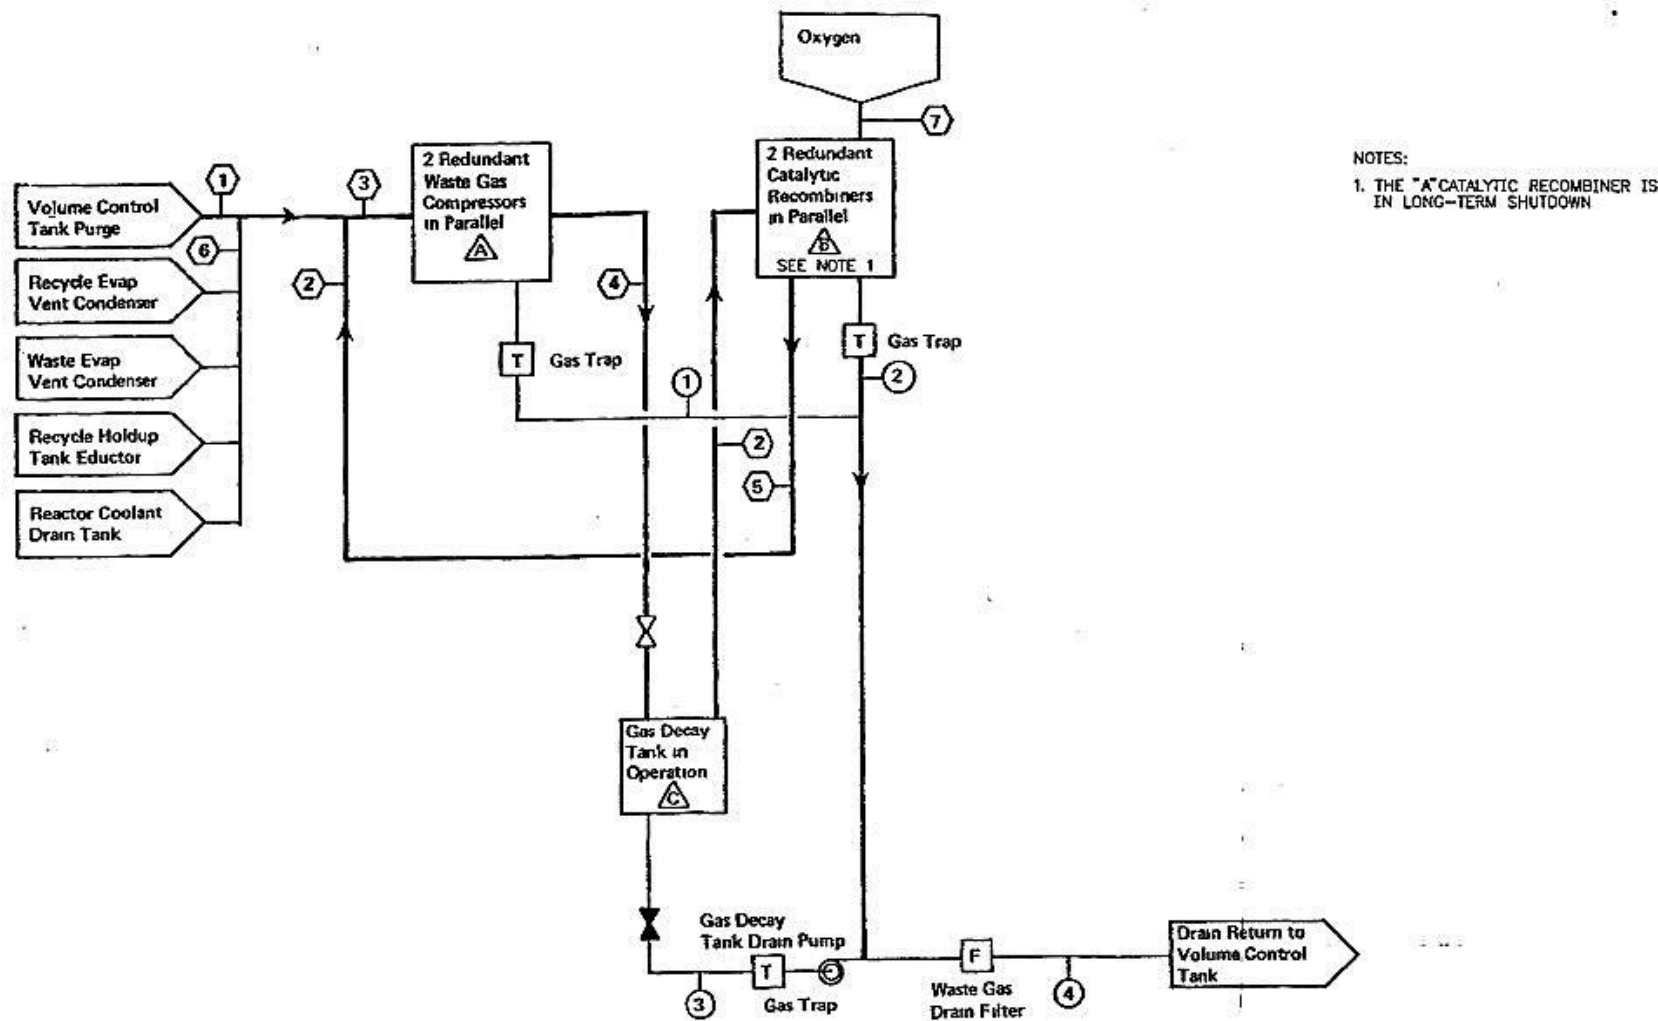 Oxygen
7
NOTES:
1. THE "A" CATALYTIC RECOMBINER IS
IN LONG-TERM SHUTDOWN
2 Redundant
Waste Gas
Compressors
in Parallel
A
2 Redundant
Catalytic
Recombiners
in Parallel
B
SEE NOTE 1
1
3
Volume Control
Tank Purge
6
Recycle Evap
Vent Condenser
2
4
Waste Evap
Vent Condenser
T
Gas Trap
T
Gas Trap
1
2
Recycle Holdup
Tank Eductor
2
5
Reactor Coolant
Drain Tank
Gas Decay
Tank in
Operation
C
Gas Decay
Tank Drain Pump
T
Gas Trap
3
F
Waste Gas
Drain Filter
4
Drain Return to
Volume Control
Tank